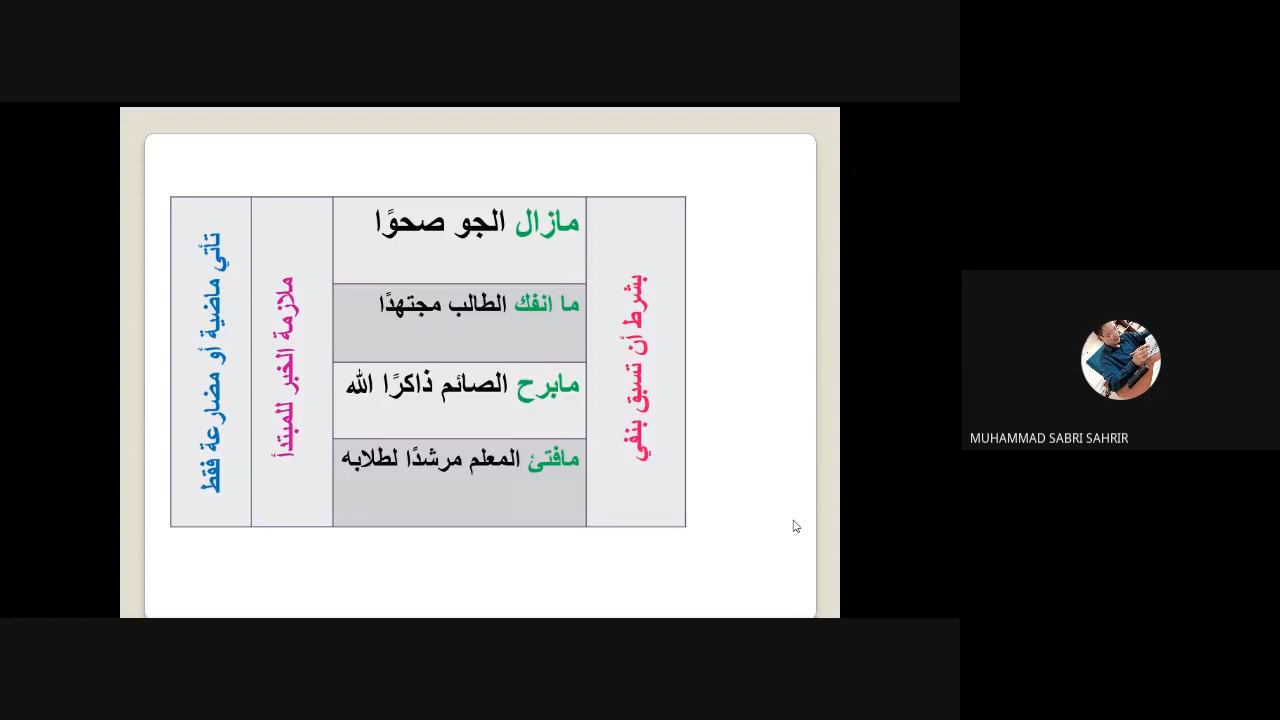 بشرط أن تسبق بنفي
مازال الجو صحوًا
ما انفك الطالب مجتهدًا
مابرح الصائم ذاكرًا الله
مافتئ المعلم مرشدًا لطلابه
ملازمة الخبر للمبتدأ
تأتي ماضية أو مضارعة فقط
MUHAMMAD SABRI SAHRIR